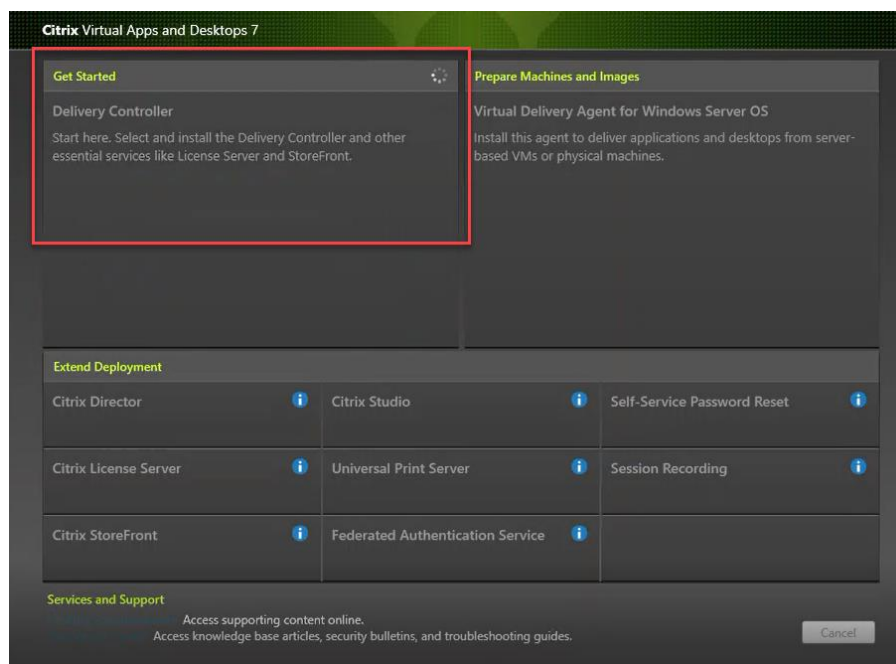 Citrix Virtual Apps and Desktops 7
Get Started
Delivery Controller
Start here. Select and install the Delivery Controller and other
essential services like License Server and StoreFront.
Prepare Machines and Images
Virtual Delivery Agent for Windows Server OS
Install this agent to deliver applications and desktops from server-
based VMs or physical machines.
Extend Deployment
Citrix Director
Citrix Studio
Self-Service Password Reset
Citrix License Server
Universal Print Server
Session Recording
Citrix StoreFront
Federated Authentication Service
Services and Support
Access supporting content online.
Access knowledge base articles, security bulletins, and troubleshooting guides.
Cancel